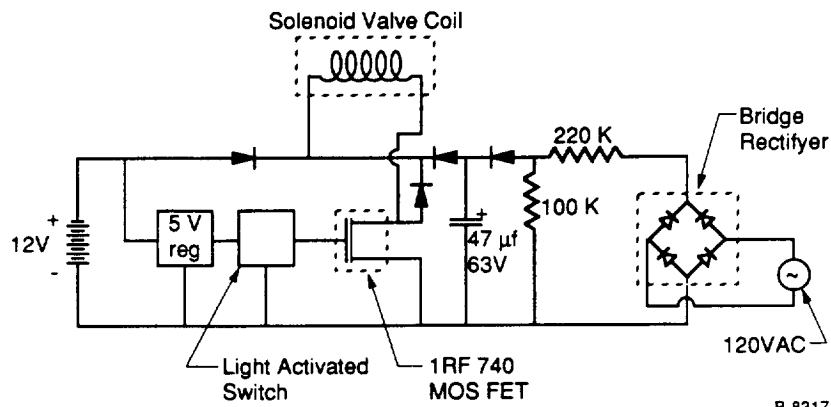 Solenoid Valve Coil
Bridge
Rectifyer
220 K
100 K
+
12V
-
5 V
reg
+
47 µf
63V
~
120VAC
Light Activated
Switch
1RF 740
MOS FET
R-8317